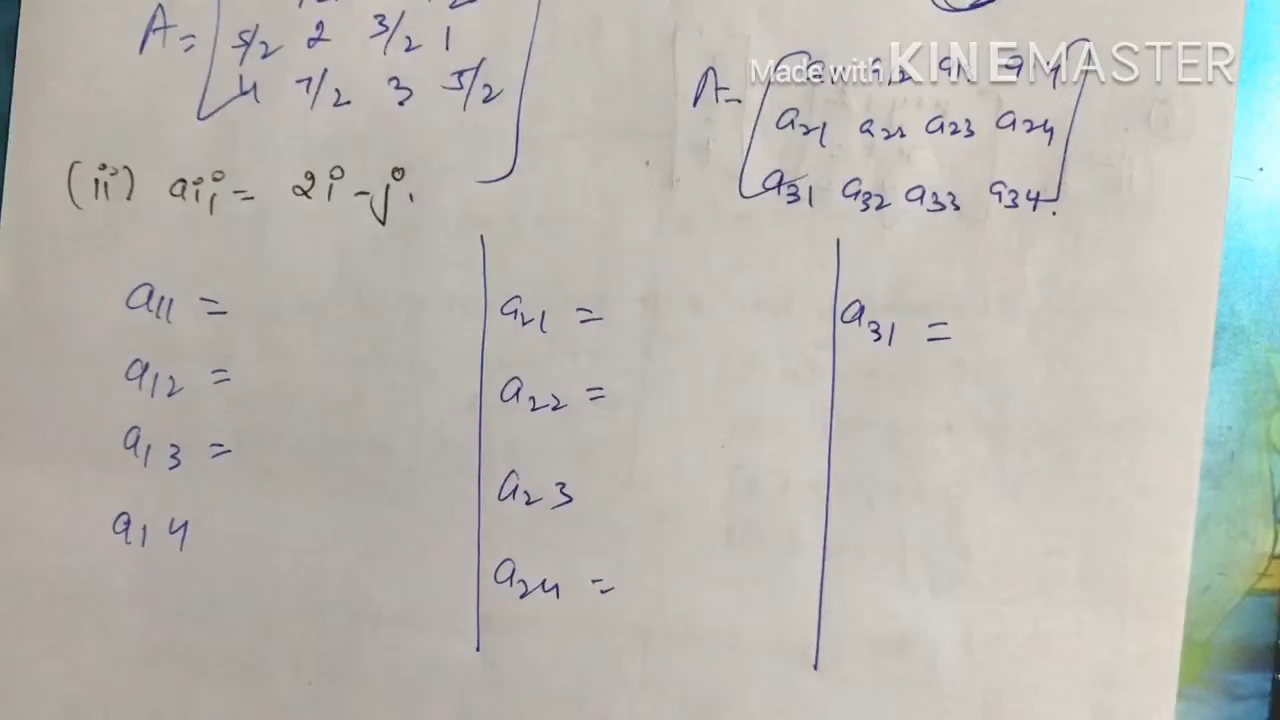 A = 5/2 2 3/2 1
4 7/2 3 5/2
Made with KINEMASTER
A = a14
a21 a22 a23 a24
a31 a32 a33 a34.
(ii) aij = 2i - j.
a11 =
a12 =
a13 =
a14
a21 =
a22 =
a23
a24 =
a31 =